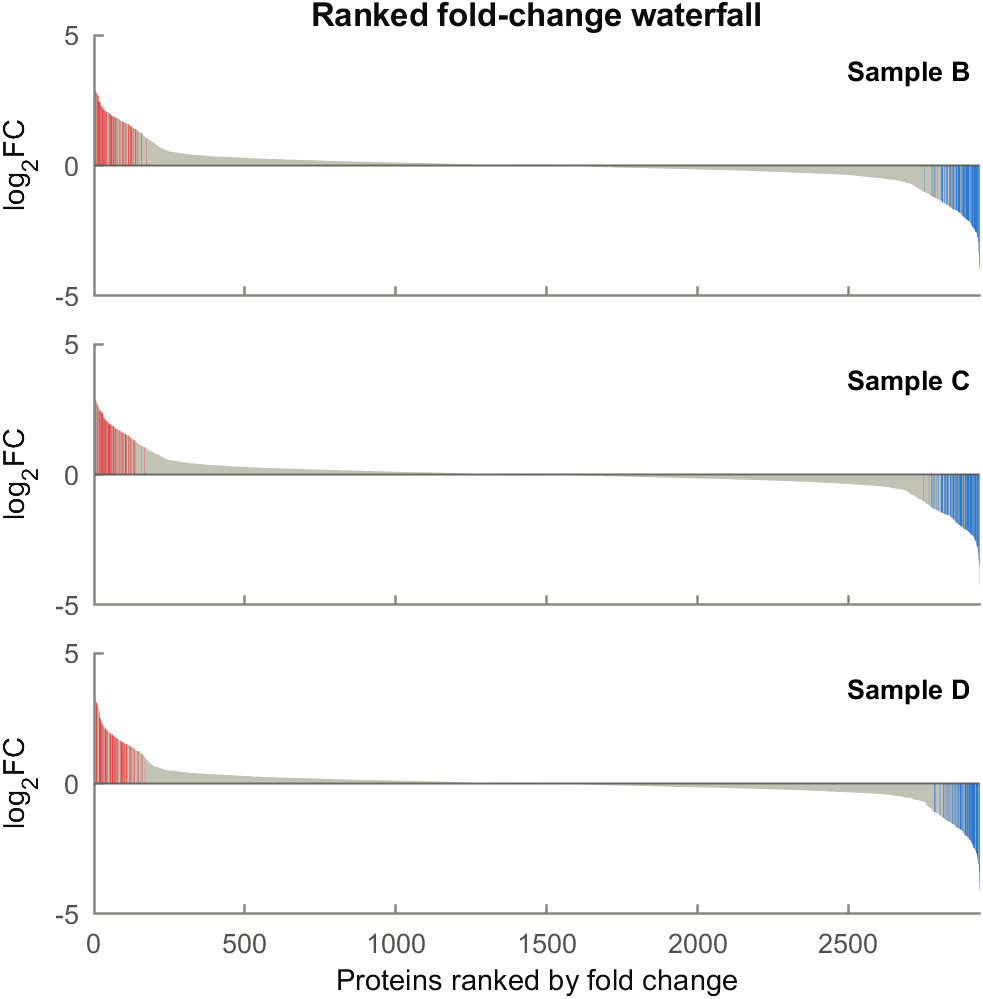 Ranked fold-change waterfall
5
Sample B
log2FC
0
-5
5
Sample C
log2FC
0
-5
5
Sample D
log2FC
0
-5
0 500 1000 1500 2000 2500
Proteins ranked by fold change